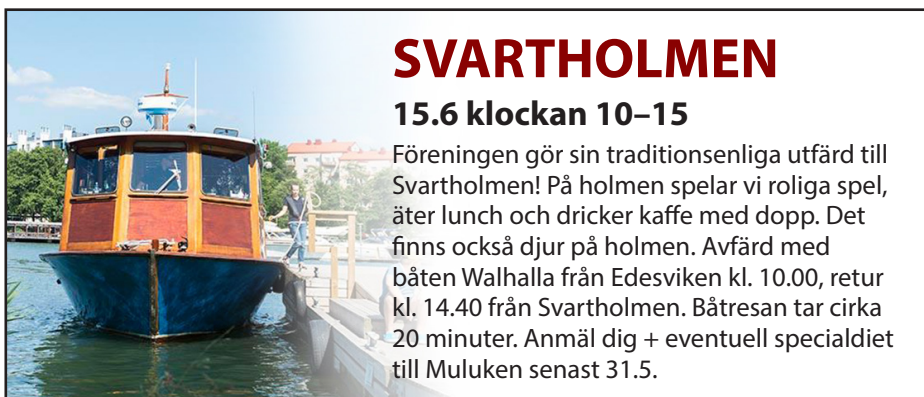 SVARTHOLMEN
15.6 klockan 10–15
Föreningen gör sin traditionsenliga utfärd till
Svartholmen! På holmen spelar vi roliga spel,
äter lunch och dricker kaffe med dopp. Det
finns också djur på holmen. Avfärd med
båten Walhalla från Edesviken kl. 10.00, retur
kl. 14.40 från Svartholmen. Båtresan tar cirka
20 minuter. Anmäl dig + eventuell specialdiet
till Muluken senast 31.5.